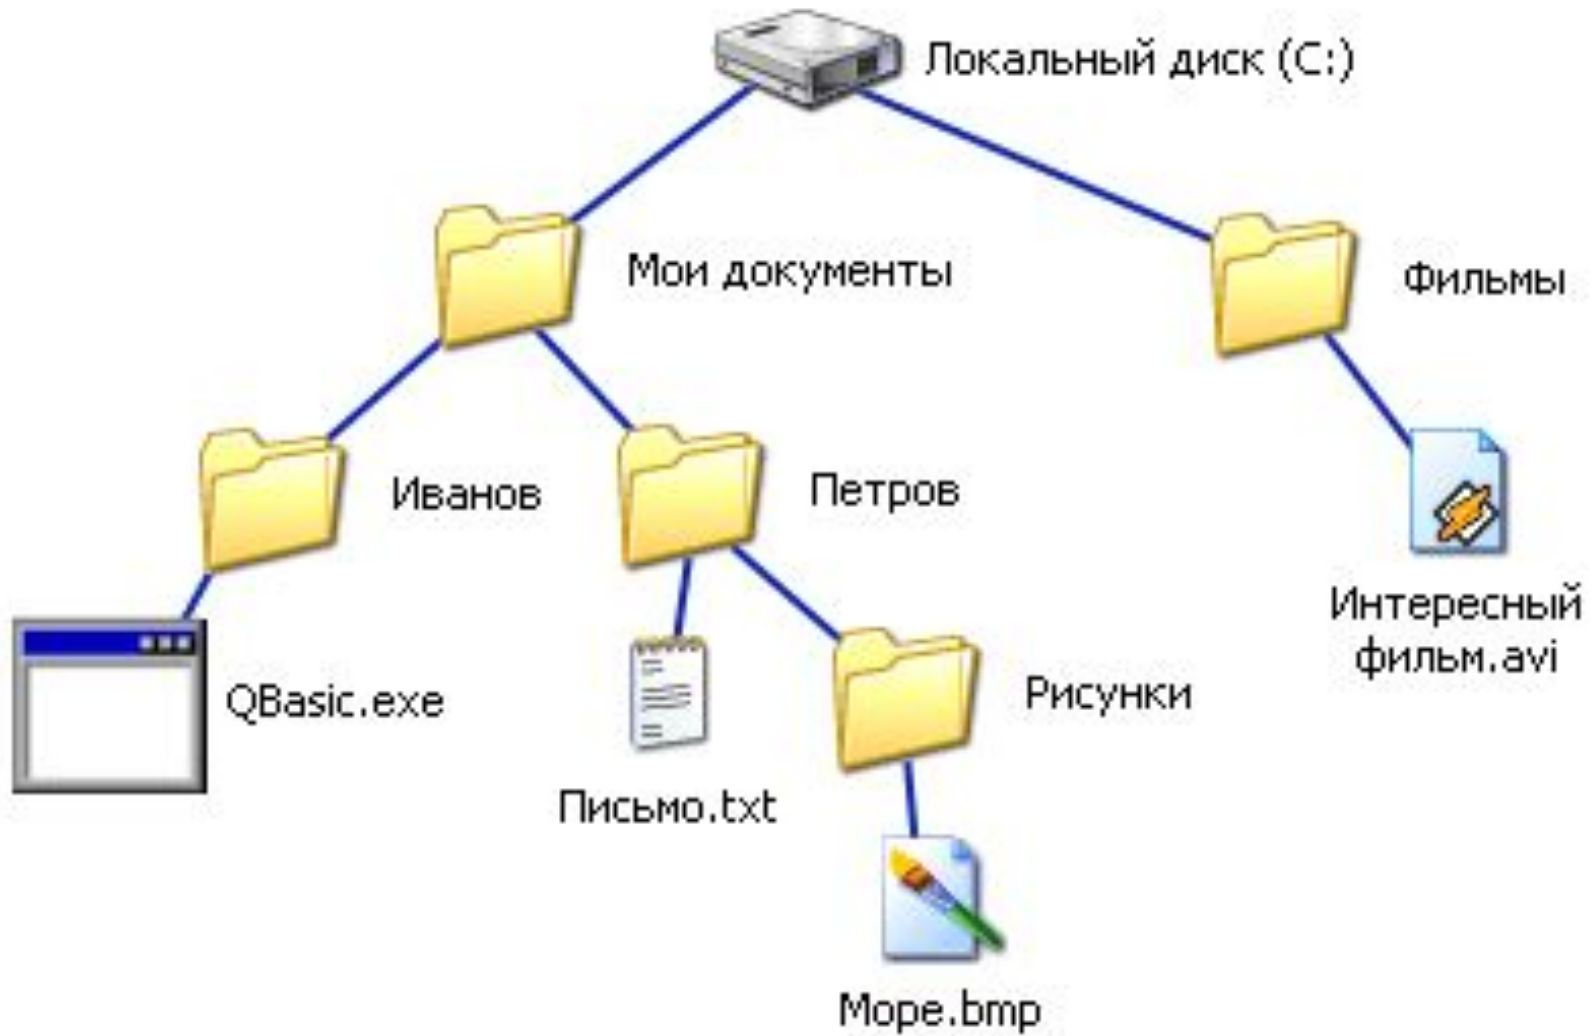 Локальный диск (C:)
Мои документы
Фильмы
Иванов
Петров
Интересный
фильм.avi
QBasic.exe
Рисунки
Письмо.txt
Море.bmp